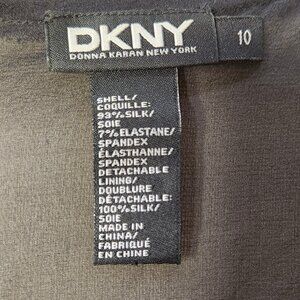 DKNY
DONNA KARAN NEW YORK
10
SHELL/
COQUILLE:
93%SILK/
SOIE
7%ELASTANE/
SPANDEX
ÉLASTHANNE/
SPANDEX
DETACHABLE
LINING/
DOUBLURE
DÉTACHABLE:
100%SILK/
SOIE
MADE IN
CHINA/
FABRIQUÉ
EN CHINE